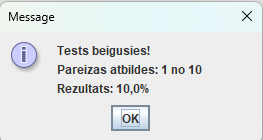 Message
Tests beigusies!
Pareizas atbildes: 1 no 10
Rezultats: 10,0%
OK